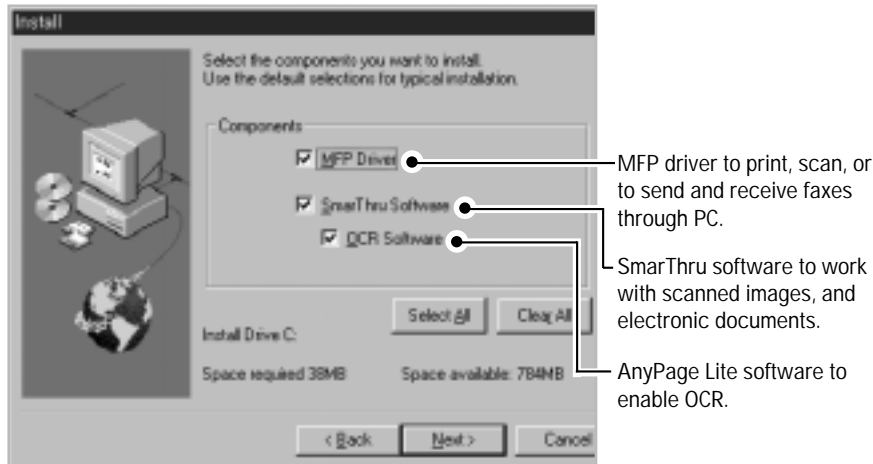 Install
Select the components you want to install.
Use the default selections for typical installation.
Components
MFP Driver
SmarThru Software
OCR Software
Select All
Clear All
Install Drive C:
Space required 38MB
Space available: 784MB
< Back
Next >
Cancel
MFP driver to print, scan, or
to send and receive faxes
through PC.
SmarThru software to work
with scanned images, and
electronic documents.
AnyPage Lite software to
enable OCR.